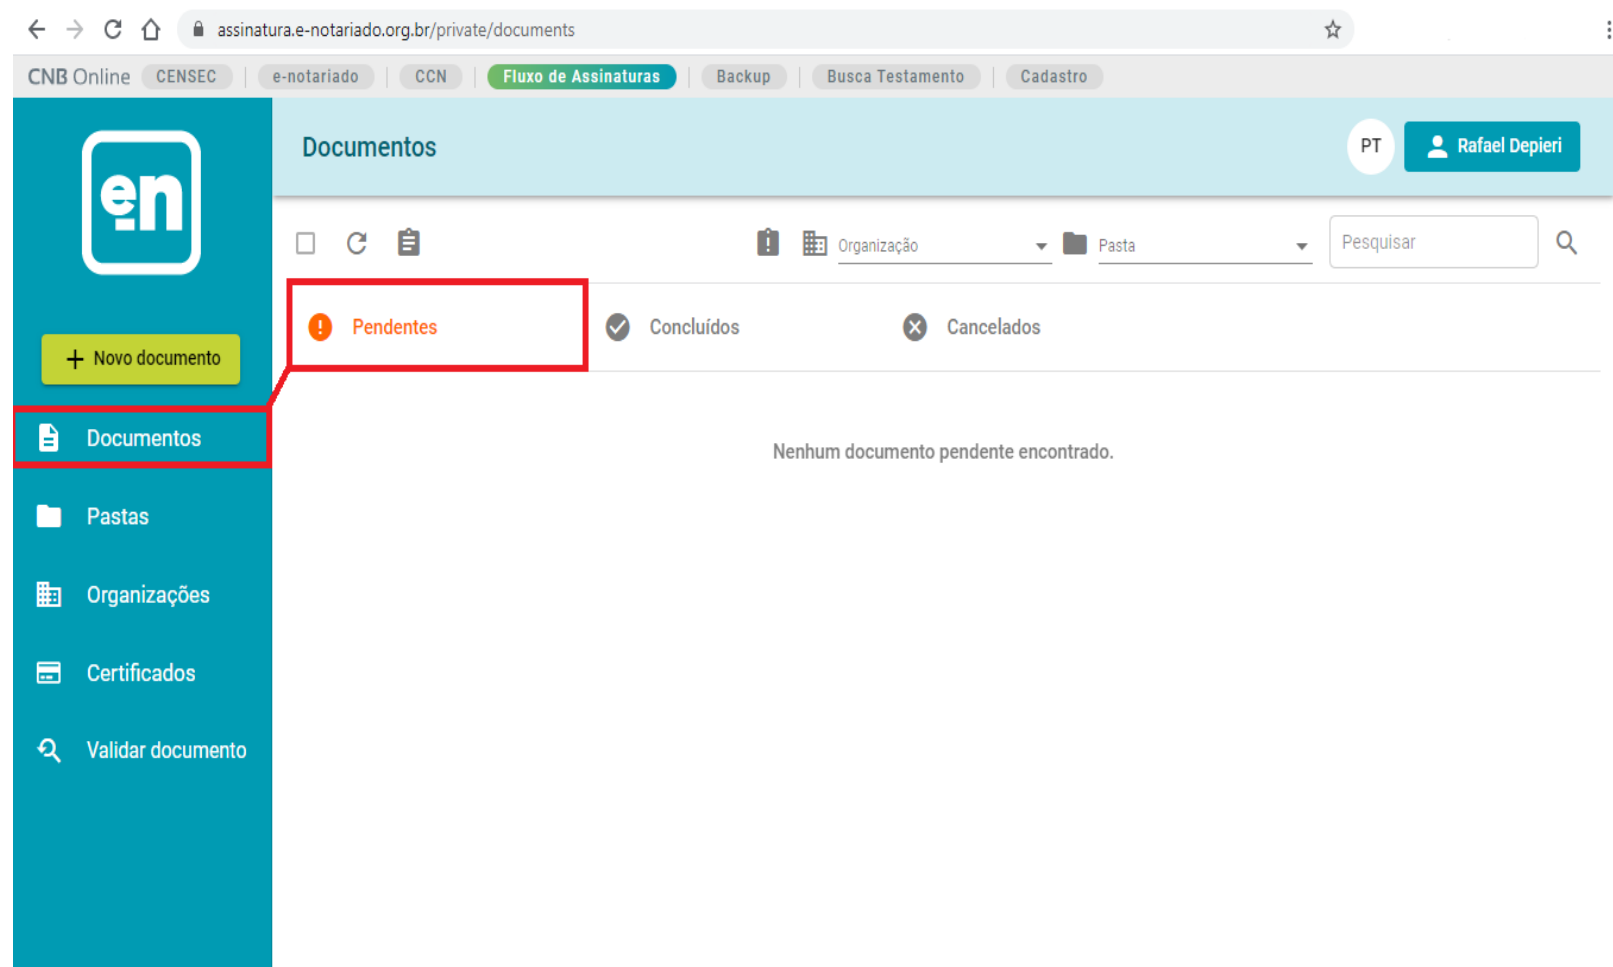 assinatura.e-notariado.org.br/private/documents
CNB Online CENSEC e-notariado CCN Fluxo de Assinaturas Backup Busca Testamento Cadastro
en
Documentos
PT Rafael Depieri
Organização Pasta Pesquisar
Pendentes Concluídos Cancelados
+ Novo documento
Documentos
Nenhum documento pendente encontrado.
Pastas
Organizações
Certificados
Validar documento